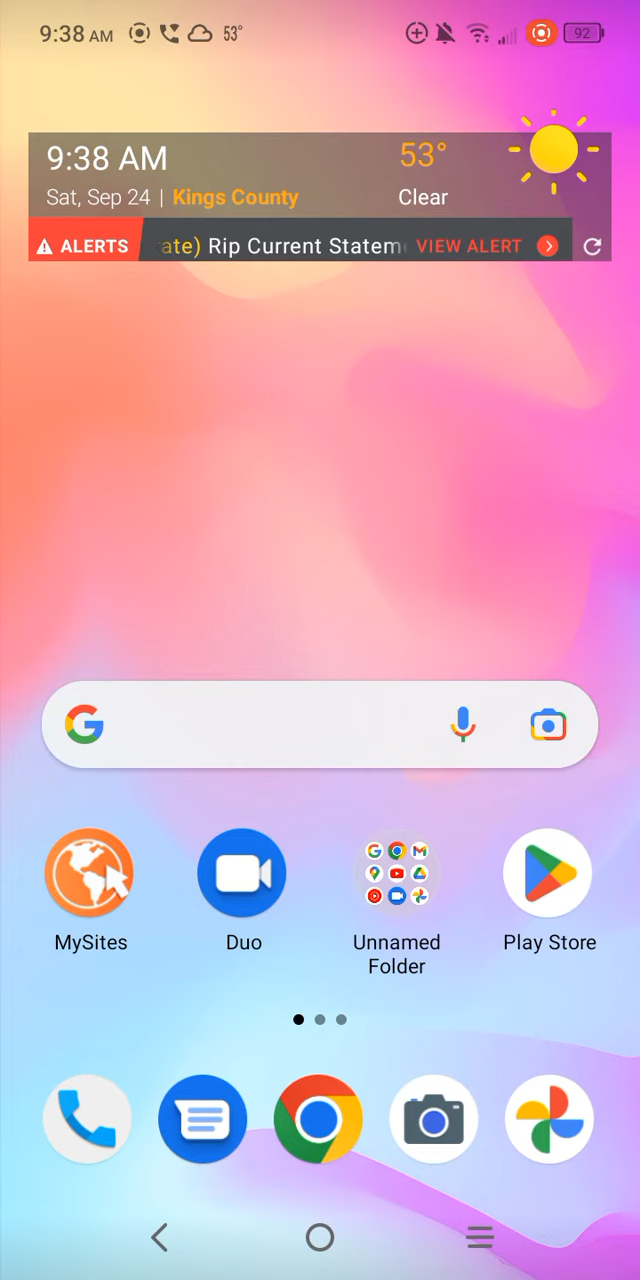 9:38 AM 53° 92
9:38 AM 53°
Sat, Sep 24 | Kings County Clear
ALERTS ate) Rip Current Statem VIEW ALERT
MySites Duo Unnamed Folder Play Store